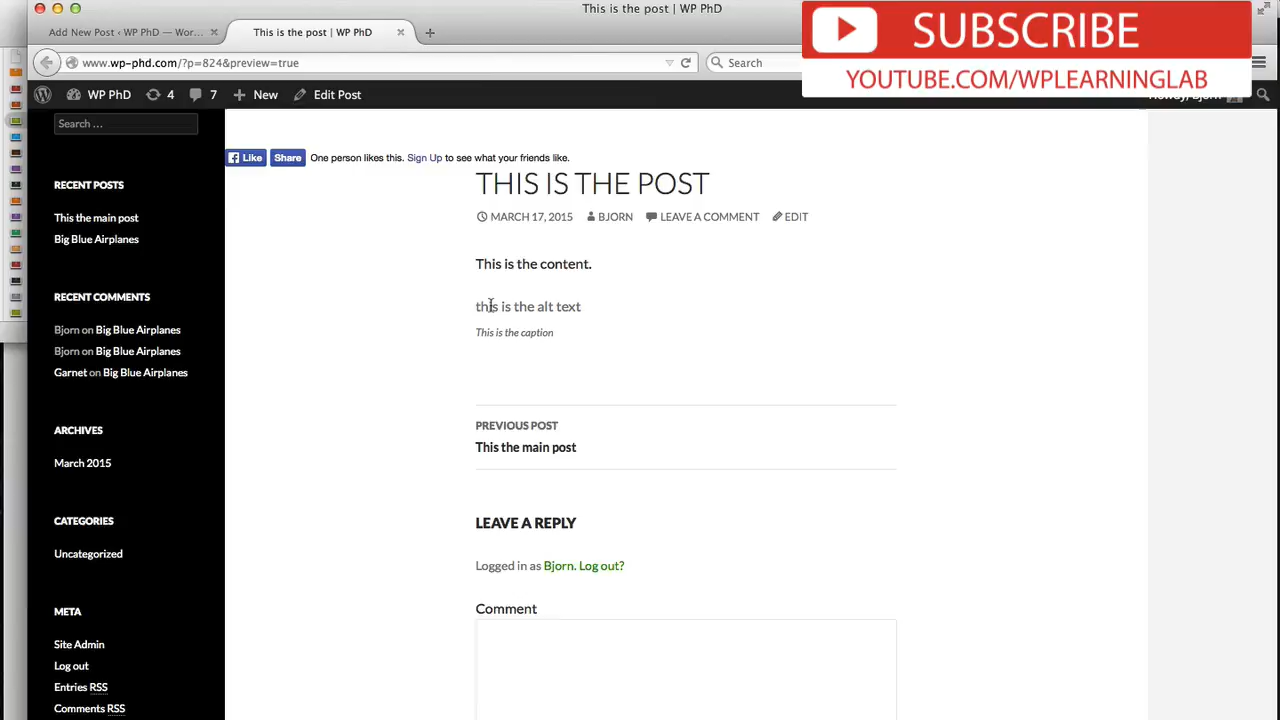 This is the post | WP PhD
Add New Post ‹ WP PhD — Wor...
This is the post | WP PhD
www.wp-phd.com/?p=824&preview=true
Search
SUBSCRIBE
YOUTUBE.COM/WPLEARNINGLAB
WP PhD
4
7
New
Edit Post
Howdy, Bjorn
Search ...
Like
Share
One person likes this. Sign Up to see what your friends like.
THIS IS THE POST
MARCH 17, 2015
BJORN
LEAVE A COMMENT
EDIT
This is the content.
this is the alt text
This is the caption
PREVIOUS POST
This the main post
LEAVE A REPLY
Logged in as Bjorn. Log out?
Comment
RECENT POSTS
This the main post
Big Blue Airplanes
RECENT COMMENTS
Bjorn on Big Blue Airplanes
Bjorn on Big Blue Airplanes
Garnet on Big Blue Airplanes
ARCHIVES
March 2015
CATEGORIES
Uncategorized
META
Site Admin
Log out
Entries RSS
Comments RSS